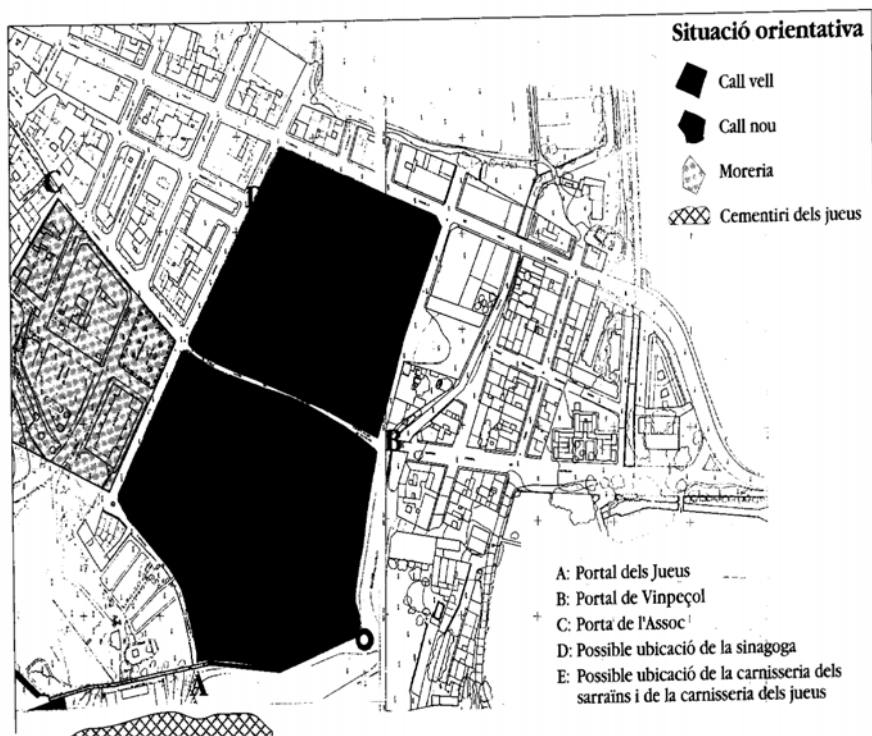 Situació orientativa
Call vell
Call nou
Moreria
Cementiri dels jueus
C
D
B
A
A: Portal dels Jueus
B: Portal de Vinpeçol
C: Porta de l'Assoc
D: Possible ubicació de la sinagoga
E: Possible ubicació de la carnisseria dels
sarraïns i de la carnisseria dels jueus